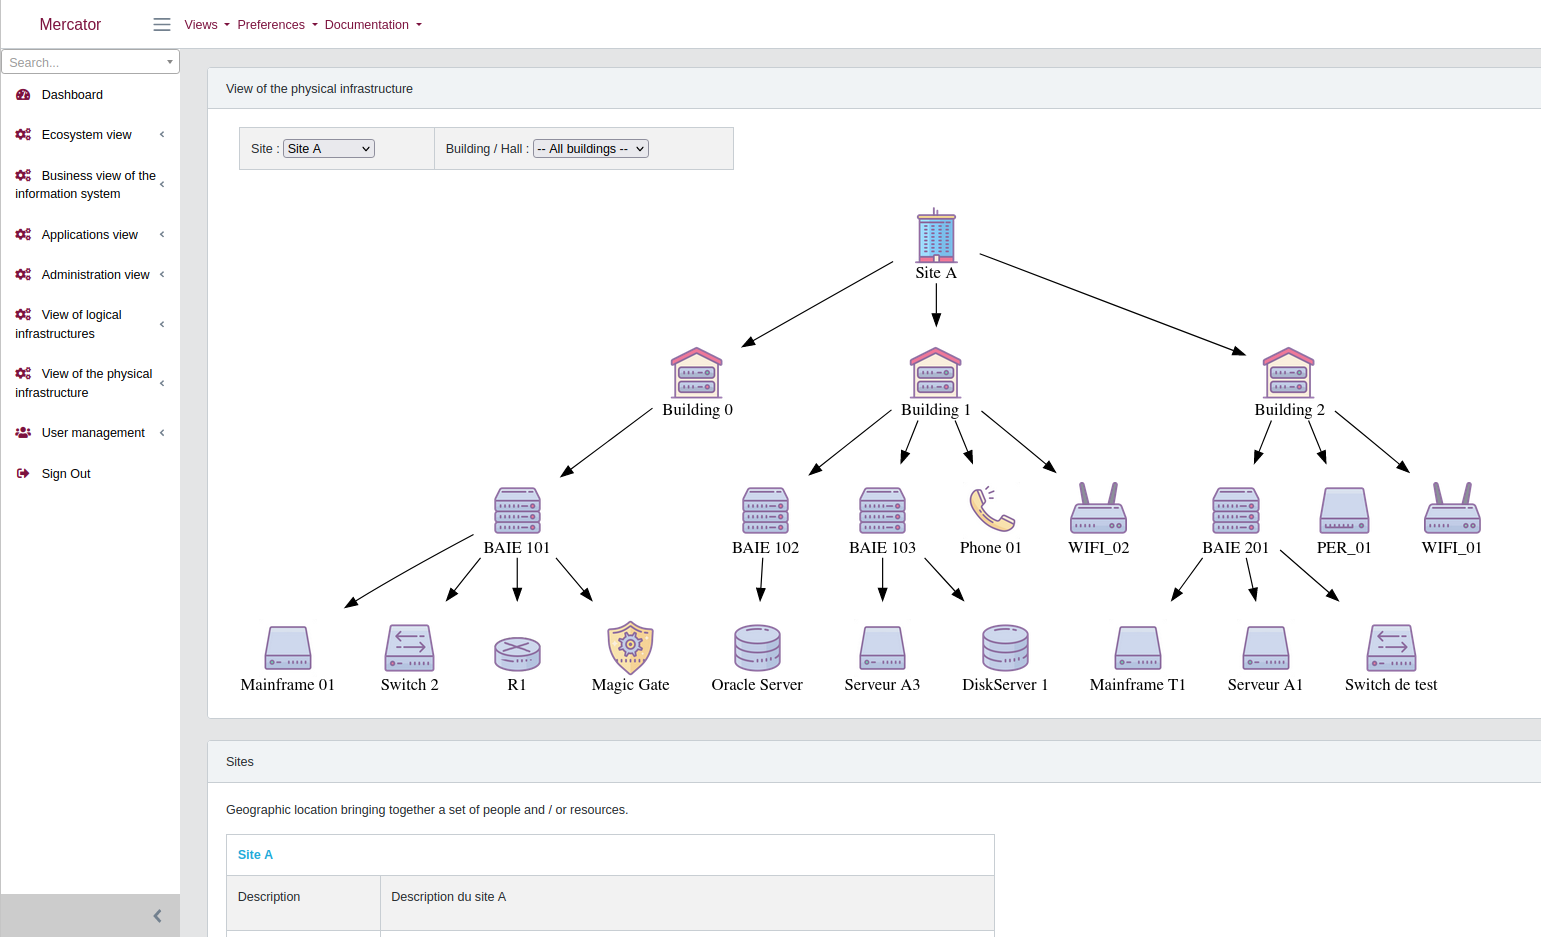 Mercator
Views Preferences Documentation
Search...
Dashboard
Ecosystem view
Business view of the
information system
Applications view
Administration view
View of logical
infrastructures
View of the physical
infrastructure
User management
Sign Out
View of the physical infrastructure
Site : Site A Building / Hall : -- All buildings --
Site A
Building 0 Building 1 Building 2
BAIE 101 BAIE 102 BAIE 103 Phone 01 WIFI_02 BAIE 201 PER_01 WIFI_01
Mainframe 01 Switch 2 R1 Magic Gate Oracle Server Serveur A3 DiskServer 1 Mainframe T1 Serveur A1 Switch de test
Sites
Geographic location bringing together a set of people and / or resources.
Site A
Description Description du site A